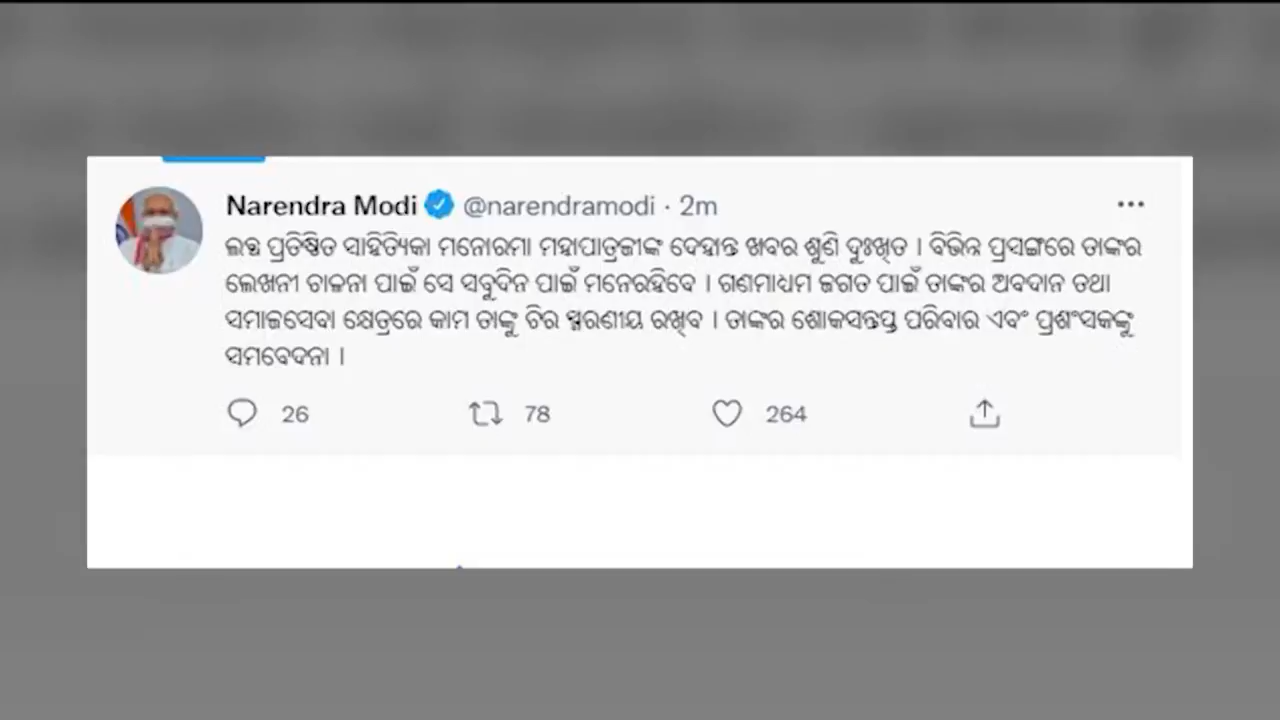 Narendra Modi @narendramodi · 2m
ଲବ୍ଧ ପ୍ରତିଷ୍ଠିତ ସାହିତ୍ୟିକା ମନୋରମା ମହାପାତ୍ରଜୀଙ୍କ ଦେହାନ୍ତ ଖବର ଶୁଣି ଦୁଃଖିତ । ବିଭିନ୍ନ ପ୍ରସଙ୍ଗରେ ତାଙ୍କର
ଲେଖନୀ ଚାଳନା ପାଇଁ ସେ ସବୁଦିନ ପାଇଁ ମନେରହିବେ । ଗଣମାଧ୍ୟମ ଜଗତ ପାଇଁ ତାଙ୍କର ଅବଦାନ ତଥା
ସମାଜସେବା କ୍ଷେତ୍ରରେ କାମ ତାଙ୍କୁ ଚିର ସ୍ମରଣୀୟ ରଖିବ । ତାଙ୍କର ଶୋକସନ୍ତପ୍ତ ପରିବାର ଏବଂ ପ୍ରଶଂସକଙ୍କୁ
ସମବେଦନା ।
26 78 264